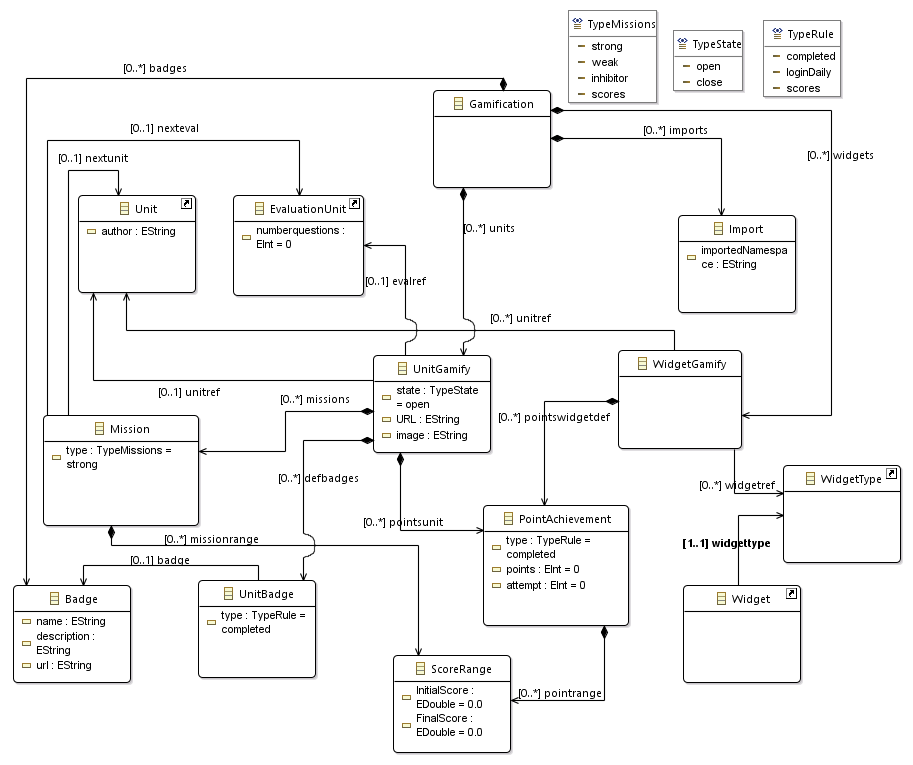 TypeMissions
strong
weak
inhibitor
scores
TypeState
open
close
TypeRule
completed
loginDaily
scores
[0..*] badges
Gamification
[0..1] nexteval
[0..*] imports
[0..1] nextunit
[0..*] widgets
Unit
author : EString
EvaluationUnit
numberquestions :
EInt = 0
[0..*] units
Import
importedNamespa
ce : EString
[0..1] evalref
[0..*] unitref
UnitGamify
state : TypeState
= open
URL : EString
image : EString
WidgetGamify
[0..1] unitref
[0..*] missions
[0..*] pointswidgetdef
Mission
type : TypeMissions =
strong
[0..*] defbadges
[0..*] widgetref
WidgetType
[0..*] pointsunit
PointAchievement
type : TypeRule =
completed
points : EInt = 0
attempt : EInt = 0
[0..*] missionrange
[1..1] widgettype
[0..1] badge
Badge
name : EString
description :
EString
url : EString
UnitBadge
type : TypeRule =
completed
Widget
ScoreRange
InitialScore :
EDouble = 0.0
FinalScore :
EDouble = 0.0
[0..*] pointrange